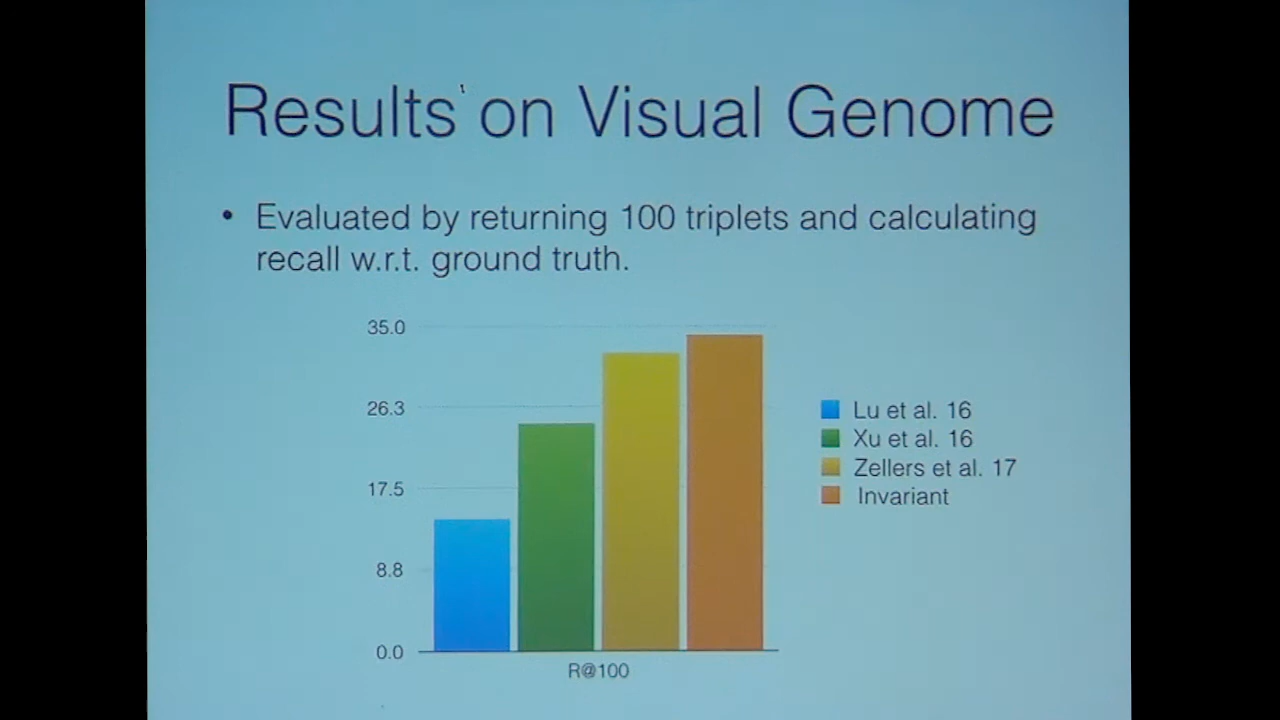 Results on Visual Genome
• Evaluated by returning 100 triplets and calculating
recall w.r.t. ground truth.
35.0
26.3
17.5
8.8
0.0
R@100
Lu et al. 16
Xu et al. 16
Zellers et al. 17
Invariant